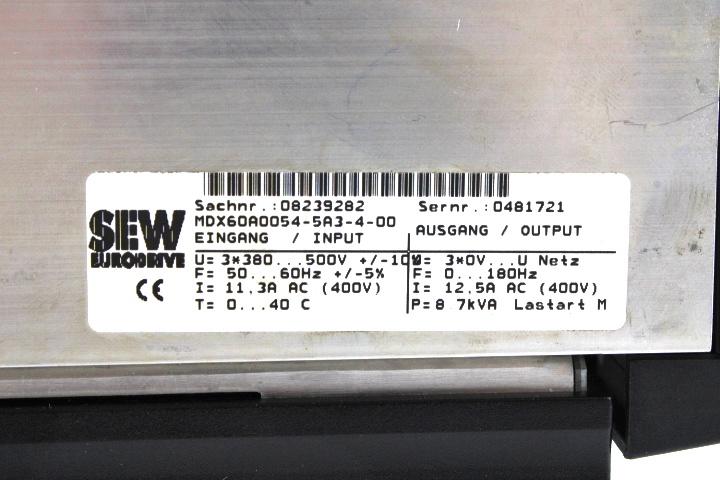 Sachnr.:08239282 Sernr.:0481721
MDX60A0054-5A3-4-00
SEW
EURODRIVE
EINGANG / INPUT AUSGANG / OUTPUT
U= 3*380...500V +/-10% U= 3*0V...U Netz
F= 50...60Hz +/-5% F= 0...180Hz
CE
I= 11,3A AC (400V) I= 12,5A AC (400V)
T= 0...40 C P=8 7kVA Lastart M